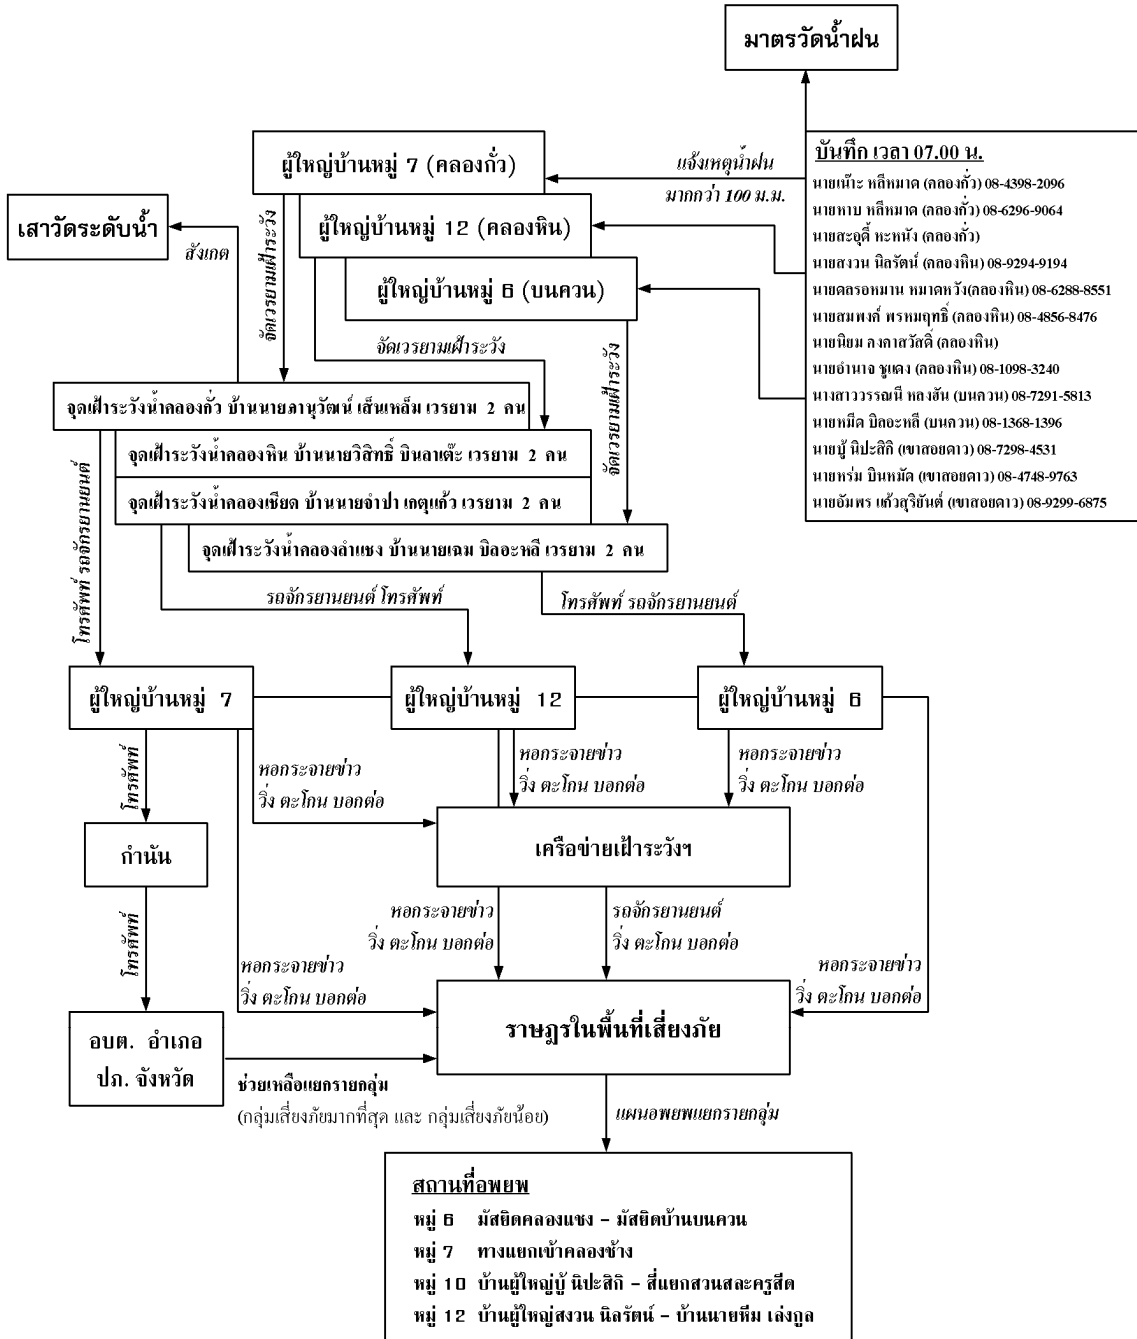 มาตรวัดน้ำฝน
บันทึก เวลา 07.00 น.
นายเน๊าะ หลีหมาด (คลองกั่ว) 08-4398-2096
นายหาบ หลีหมาด (คลองกั่ว) 08-6296-9064
นายสะอุดี้ หะหนัง (คลองกั่ว)
นายสงวน นิลรัตน์ (คลองหิน) 08-9294-9194
นายดลรอหมาน หมาดหวัง(คลองหิน) 08-6288-8551
นายสมพงค์ พรหมฤทธิ์ (คลองหิน) 08-4856-8476
นายนิยม คงคาสวัสดิ์ (คลองหิน)
นายอำนาจ ชูแดง (คลองหิน) 08-1098-3240
นางสาววรรณนี หลงฮัน (บนควน) 08-7291-5813
นายหมีด บิลอะหลี (บนควน) 08-1368-1396
นายบู้ นิปะสิกิ (เขาสอยดาว) 08-7298-4531
นายหร่ม บินหมัด (เขาสอยดาว) 08-4748-9763
นายอัมพร แก้วสุริยันต์ (เขาสอยดาว) 08-9299-6875
แจ้งเหตุน้ำฝน
มากกว่า 100 ม.ม.
ผู้ใหญ่บ้านหมู่ 7 (คลองกั่ว)
ผู้ใหญ่บ้านหมู่ 12 (คลองหิน)
ผู้ใหญ่บ้านหมู่ 6 (บนควน)
เสาวัดระดับน้ำ
สังเกต
จัดเวรยามเฝ้าระวัง
จัดเวรยามเฝ้าระวัง
จัดเวรยามเฝ้าระวัง
จุดเฝ้าระวังน้ำคลองกั่ว บ้านนายภานุวัฒน์ เส็นเหล็ม เวรยาม 2 คน
จุดเฝ้าระวังน้ำคลองหิน บ้านนายวิสิทธิ์ บินลาเต๊ะ เวรยาม 2 คน
จุดเฝ้าระวังน้ำคลองเขียด บ้านนายจำปา เกตุแก้ว เวรยาม 2 คน
จุดเฝ้าระวังน้ำคลองลำแชง บ้านนายเฉม บิลอะหลี เวรยาม 2 คน
โทรศัพท์ รถจักรยานยนต์
รถจักรยานยนต์ โทรศัพท์
โทรศัพท์ รถจักรยานยนต์
ผู้ใหญ่บ้านหมู่ 7
ผู้ใหญ่บ้านหมู่ 12
ผู้ใหญ่บ้านหมู่ 6
โทรศัพท์
หอกระจายข่าว
วิ่ง ตะโกน บอกต่อ
หอกระจายข่าว
วิ่ง ตะโกน บอกต่อ
หอกระจายข่าว
วิ่ง ตะโกน บอกต่อ
กำนัน
เครือข่ายเฝ้าระวังฯ
โทรศัพท์
หอกระจายข่าว
วิ่ง ตะโกน บอกต่อ
รถจักรยานยนต์
วิ่ง ตะโกน บอกต่อ
หอกระจายข่าว
วิ่ง ตะโกน บอกต่อ
หอกระจายข่าว
วิ่ง ตะโกน บอกต่อ
อบต. อำเภอ
ปภ. จังหวัด
ราษฎรในพื้นที่เสี่ยงภัย
ช่วยเหลือแยกรายกลุ่ม
(กลุ่มเสี่ยงภัยมากที่สุด และ กลุ่มเสี่ยงภัยน้อย)
แผนอพยพแยกรายกลุ่ม
สถานที่อพยพ
หมู่ 6 มัสยิดคลองแชง - มัสยิดบ้านบนควน
หมู่ 7 ทางแยกเข้าคลองช้าง
หมู่ 10 บ้านผู้ใหญ่บู้ นิปะสิกิ - สี่แยกสวนสละครูสืด
หมู่ 12 บ้านผู้ใหญ่สงวน นิลรัตน์ - บ้านนายหีม เล่งกูล